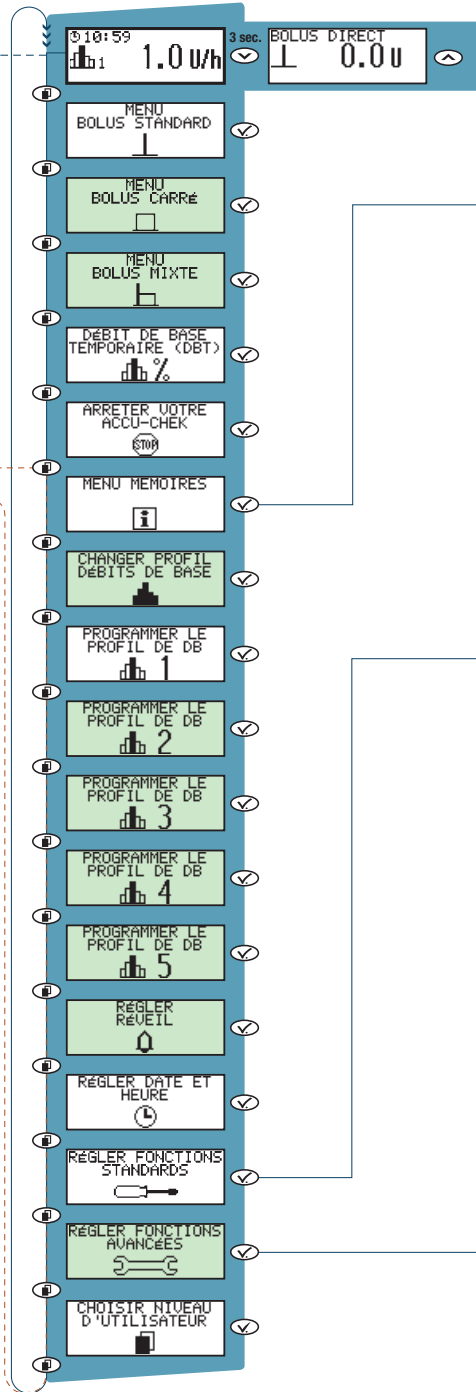 10:59
1 1.0 U/h
3 sec.
BOLUS DIRECT
0.0 U
MENU
BOLUS STANDARD
MENU
BOLUS CARRÉ
MENU
BOLUS MIXTE
DÉBIT DE BASE
TEMPORAIRE (DBT)
%
ARRETER VOTRE
ACCU-CHEK
STOP
MENU MEMOIRES
i
CHANGER PROFIL
DÉBITS DE BASE
PROGRAMMER LE
PROFIL DE DB
1
PROGRAMMER LE
PROFIL DE DB
2
PROGRAMMER LE
PROFIL DE DB
3
PROGRAMMER LE
PROFIL DE DB
4
PROGRAMMER LE
PROFIL DE DB
5
RÉGLER
RÉVEIL
RÉGLER DATE ET
HEURE
RÉGLER FONCTIONS
STANDARDS
RÉGLER FONCTIONS
AVANCÉES
CHOISIR NIVEAU
D'UTILISATEUR